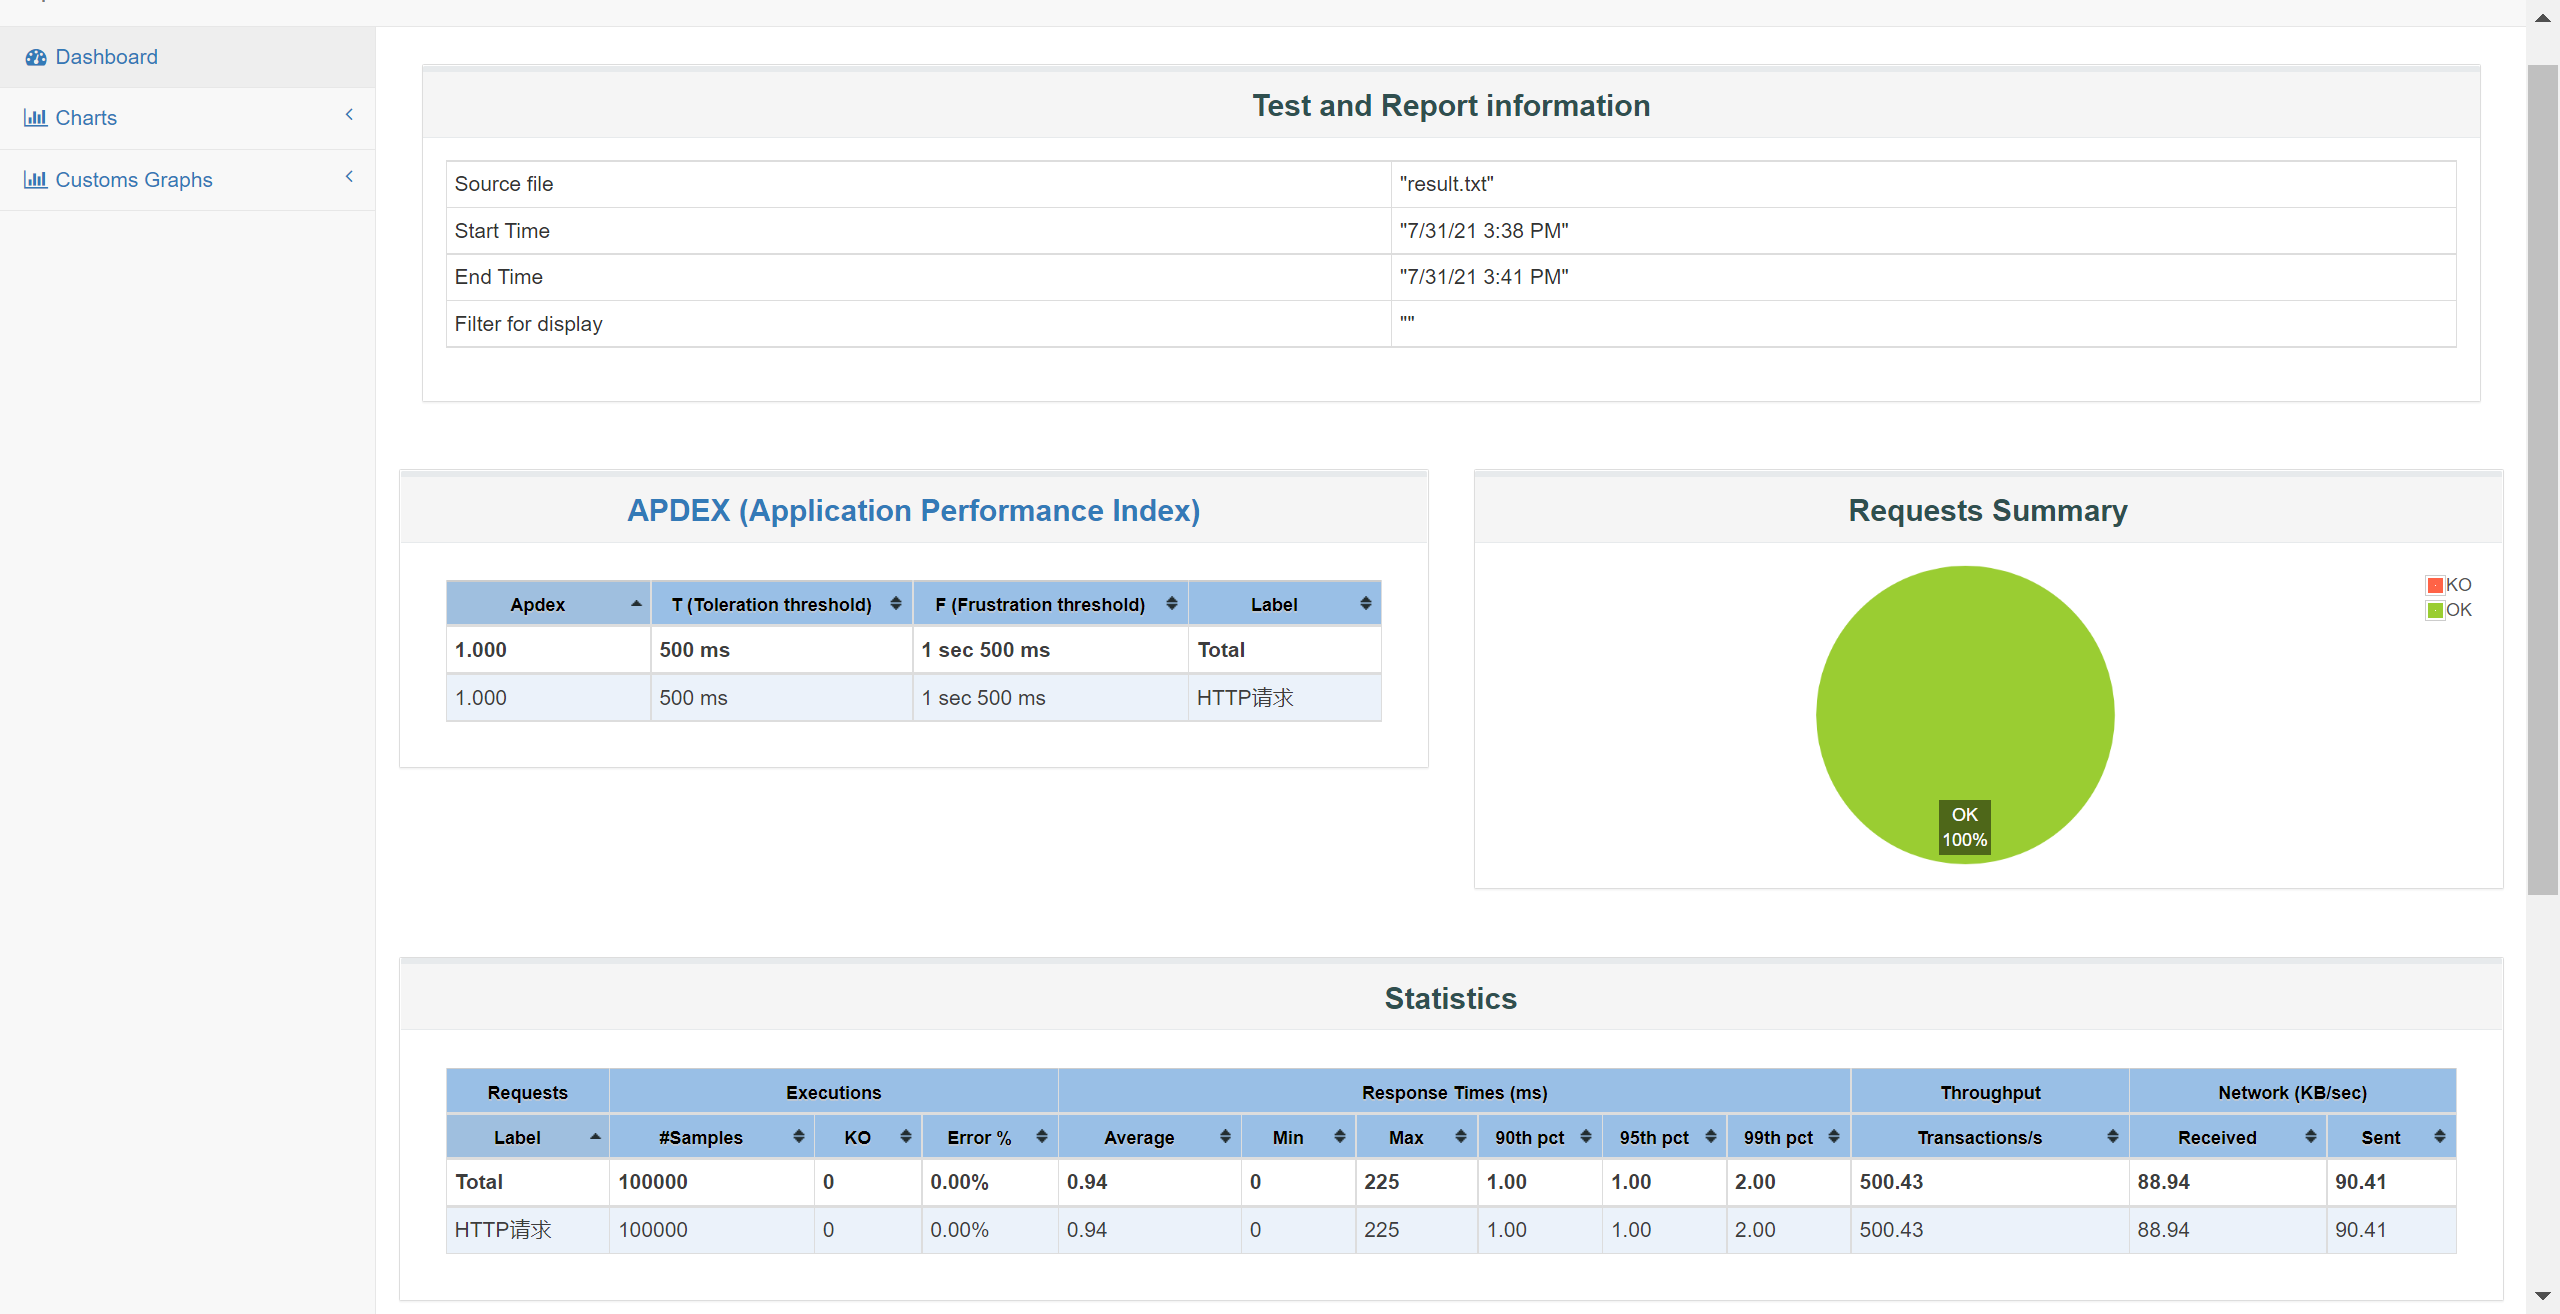 Dashboard
Charts
Customs Graphs
Test and Report information
Source file "result.txt"
Start Time "7/31/21 3:38 PM"
End Time "7/31/21 3:41 PM"
Filter for display ""
APDEX (Application Performance Index)
Apdex T (Toleration threshold) F (Frustration threshold) Label
1.000 500 ms 1 sec 500 ms Total
1.000 500 ms 1 sec 500 ms HTTP请求
Requests Summary
KO
OK
OK
100%
Statistics
Requests Executions Response Times (ms) Throughput Network (KB/sec)
Label #Samples KO Error % Average Min Max 90th pct 95th pct 99th pct Transactions/s Received Sent
Total 100000 0 0.00% 0.94 0 225 1.00 1.00 2.00 500.43 88.94 90.41
HTTP请求 100000 0 0.00% 0.94 0 225 1.00 1.00 2.00 500.43 88.94 90.41